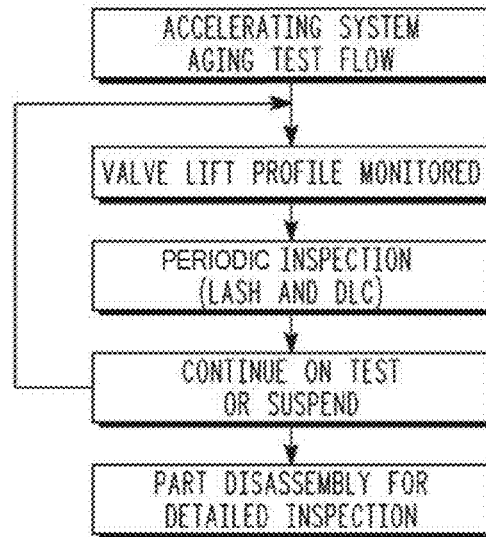 ACCELERATING SYSTEM
AGING TEST FLOW
VALVE LIFT PROFILE MONITORED
PERIODIC INSPECTION
(LASH AND DLC)
CONTINUE ON TEST
OR SUSPEND
PART DISASSEMBLY FOR
DETAILED INSPECTION